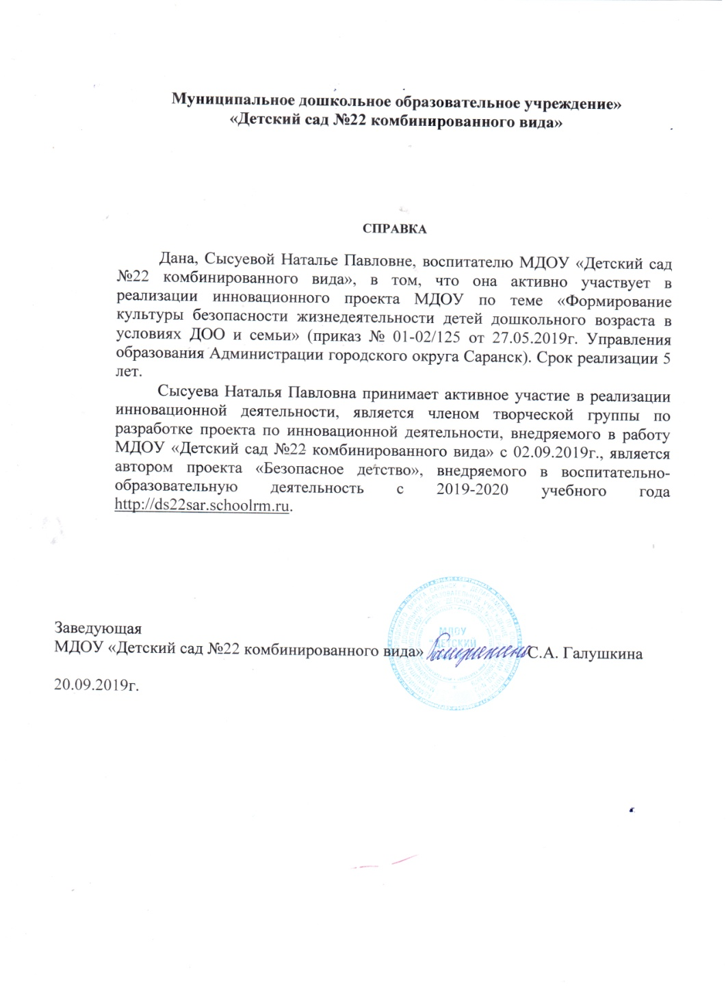 Муниципальное дошкольное образовательное учреждение»
«Детский сад №22 комбинированного вида»
СПРАВКА
Дана, Сысуевой Наталье Павловне, воспитателю МДОУ «Детский сад
№22 комбинированного вида», в том, что она активно участвует в
реализации инновационного проекта МДОУ по теме «Формирование
культуры безопасности жизнедеятельности детей дошкольного возраста в
условиях ДОО и семьи» (приказ № 01-02/125 от 27.05.2019г. Управления
образования Администрации городского округа Саранск). Срок реализации 5
лет.
Сысуева Наталья Павловна принимает активное участие в реализации
инновационной деятельности, является членом творческой группы по
разработке проекта по инновационной деятельности, внедряемого в работу
МДОУ «Детский сад №22 комбинированного вида» с 02.09.2019г., является
автором проекта «Безопасное детство», внедряемого в воспитательно-
образовательную деятельность с 2019-2020 учебного года
http://ds22sar.schoolrm.ru.
Заведующая
МДОУ «Детский сад №22 комбинированного вида» С.А. Галушкина
МДОУ
"ДЕТСКИЙ
20.09.2019г.